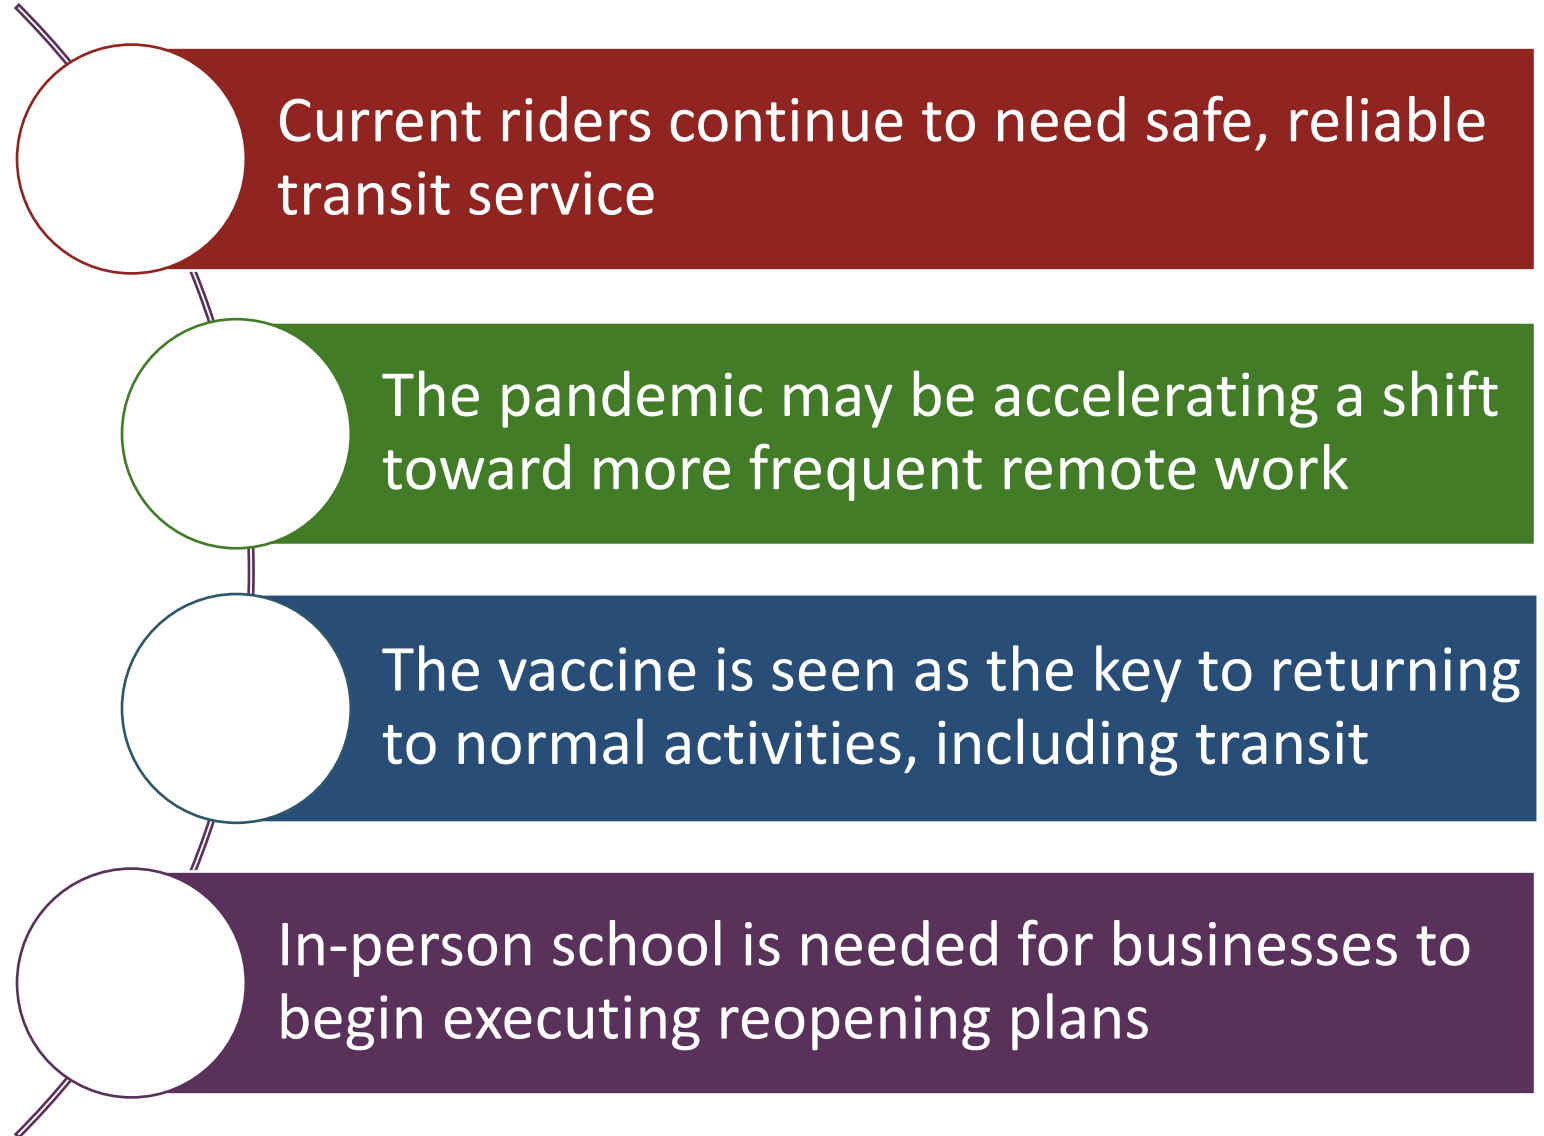 Current riders continue to need safe, reliable
transit service
The pandemic may be accelerating a shift
toward more frequent remote work
The vaccine is seen as the key to returning
to normal activities, including transit
In-person school is needed for businesses to
begin executing reopening plans